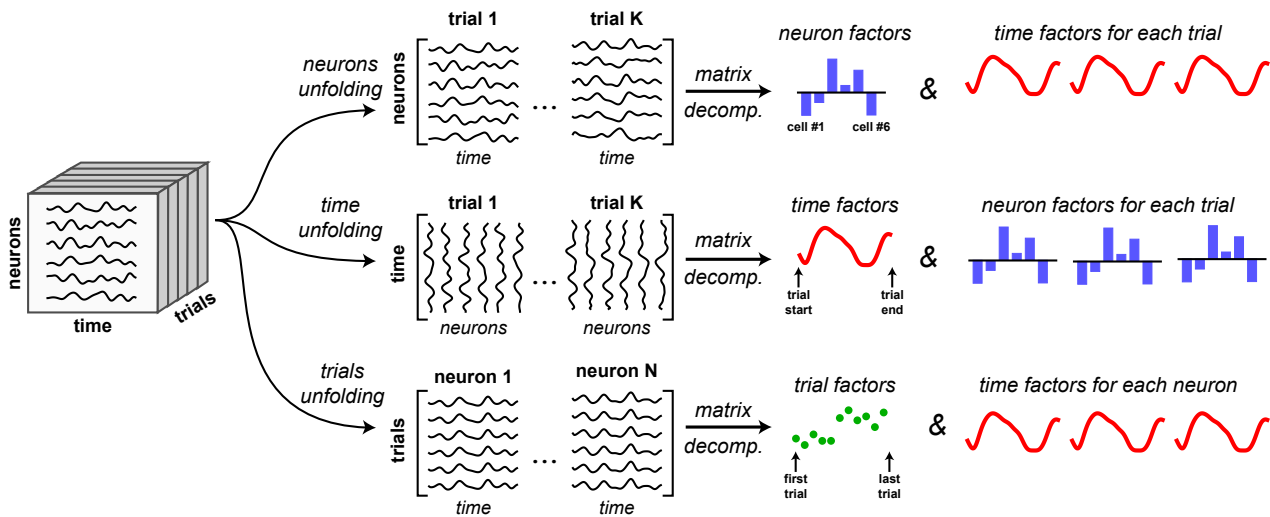 neurons
time
trials
neurons
unfolding
neurons
trial 1
trial K
...
time
time
matrix
decomp.
neuron factors
cell #1
cell #6
&
time factors for each trial
time
unfolding
time
trial 1
trial K
...
neurons
neurons
matrix
decomp.
time factors
trial
start
trial
end
&
neuron factors for each trial
trials
unfolding
trials
neuron 1
neuron N
...
time
time
matrix
decomp.
trial factors
first
trial
last
trial
&
time factors for each neuron